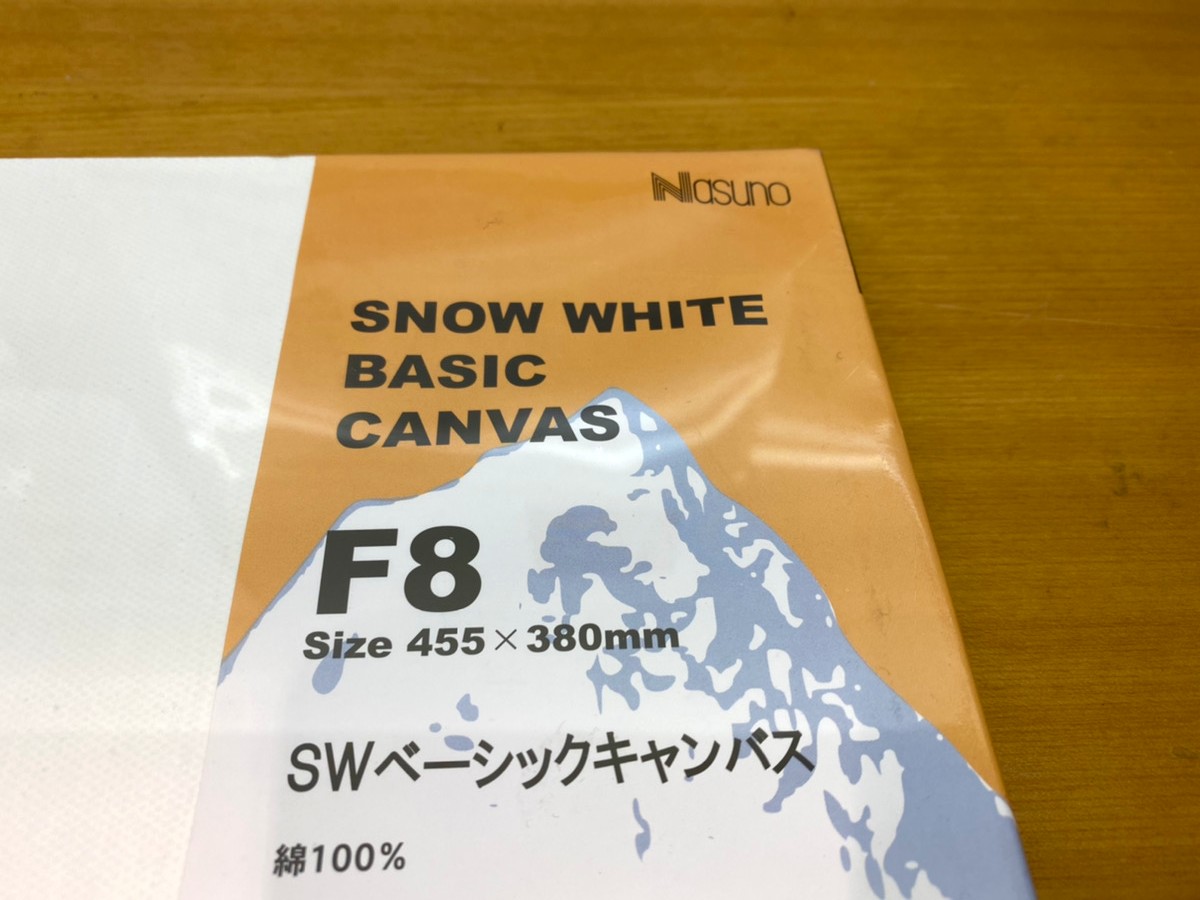 Nasuno
SNOW WHITE
BASIC
CANVAS
F8
Size 455×380mm
SWベーシックキャンバス
綿100%